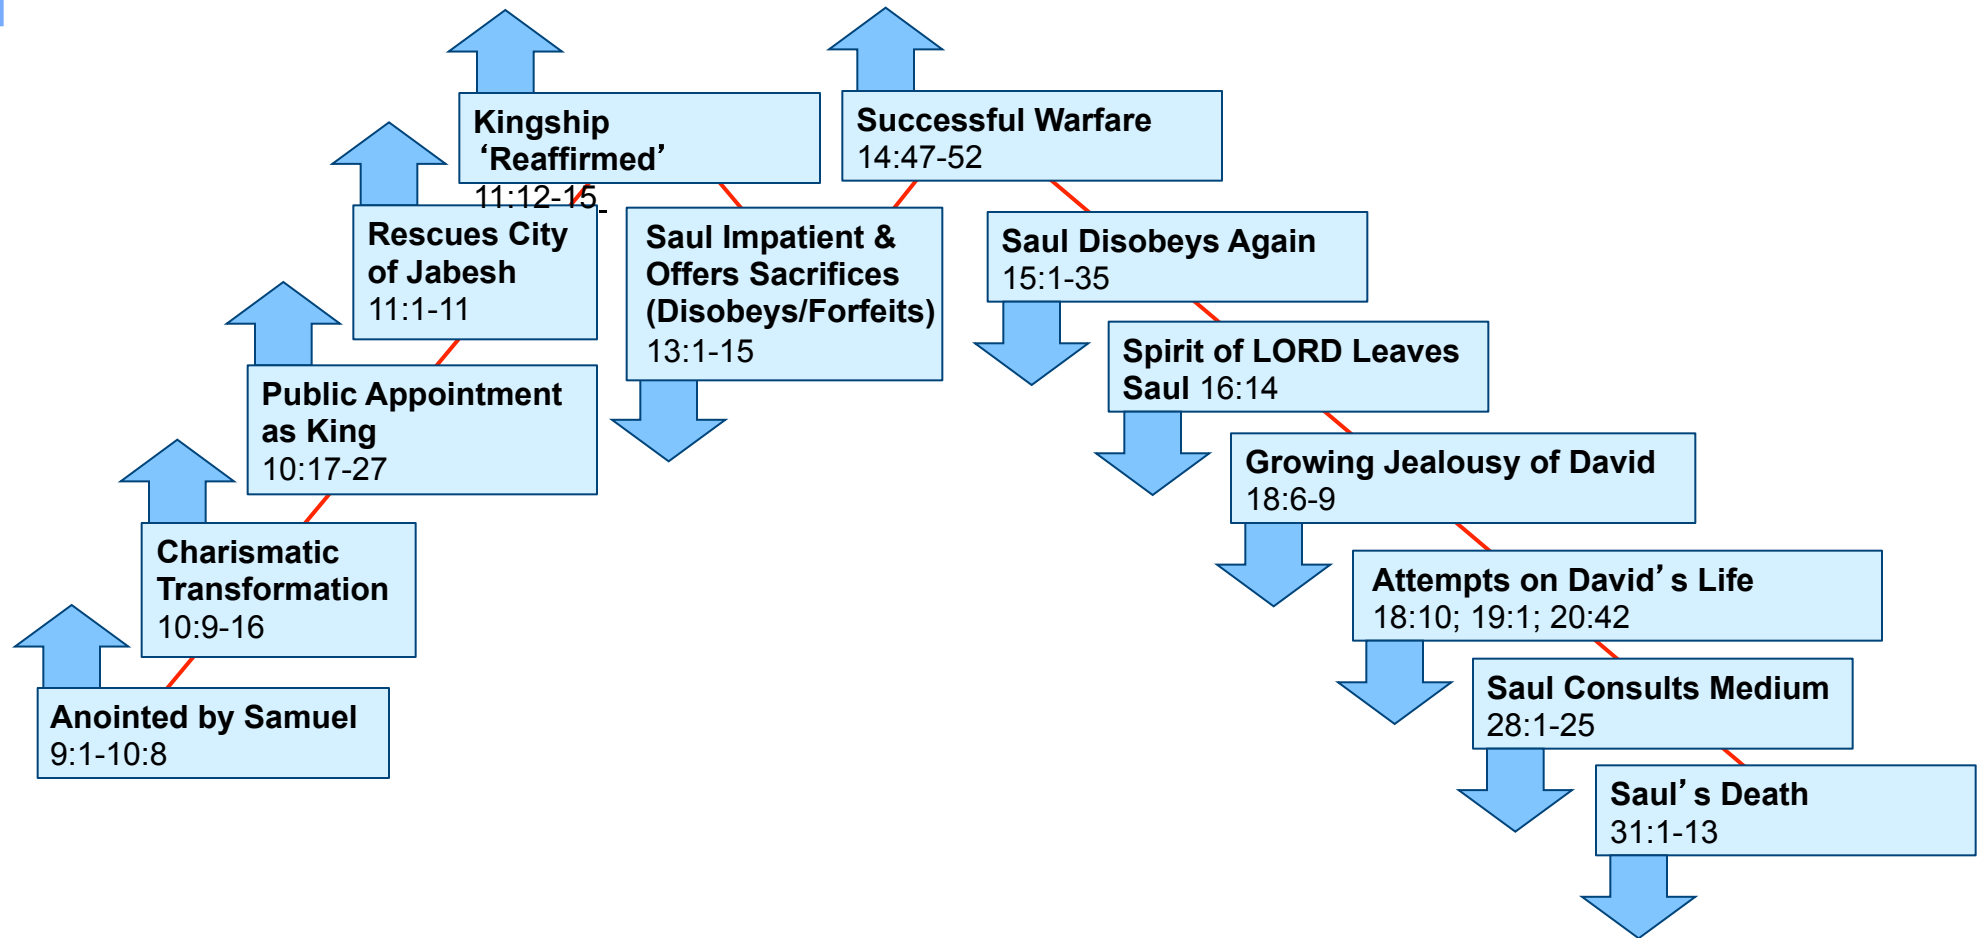 Kingship
‘Reaffirmed’
11:12-15
Successful Warfare
14:47-52
Rescues City
of Jabesh
11:1-11
Saul Impatient &
Offers Sacrifices
(Disobeys/Forfeits)
13:1-15
Saul Disobeys Again
15:1-35
Public Appointment
as King
10:17-27
Spirit of LORD Leaves
Saul 16:14
Growing Jealousy of David
18:6-9
Charismatic
Transformation
10:9-16
Attempts on David’s Life
18:10; 19:1; 20:42
Anointed by Samuel
9:1-10:8
Saul Consults Medium
28:1-25
Saul’s Death
31:1-13